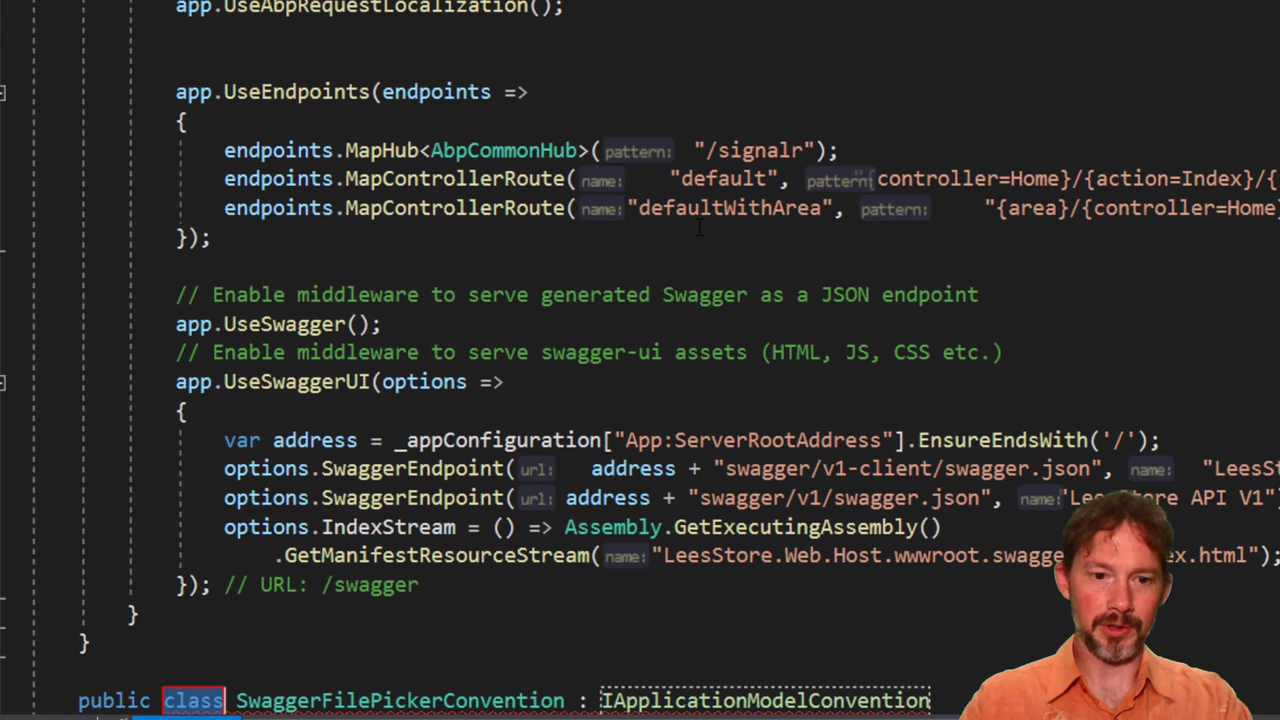 app.UseAbpRequestLocalization();
app.UseEndpoints(endpoints =>
{
endpoints.MapHub<AbpCommonHub>(pattern: "/signalr");
endpoints.MapControllerRoute(name: "default", pattern: "{controller=Home}/{action=Index}/{
endpoints.MapControllerRoute(name: "defaultWithArea", pattern: "{area}/{controller=Home
});
// Enable middleware to serve generated Swagger as a JSON endpoint
app.UseSwagger();
// Enable middleware to serve swagger-ui assets (HTML, JS, CSS etc.)
app.UseSwaggerUI(options =>
{
var address = _appConfiguration["App:ServerRootAddress"].EnsureEndsWith('/');
options.SwaggerEndpoint(url: address + "swagger/v1-client/swagger.json", name: "LeesS
options.SwaggerEndpoint(url: address + "swagger/v1/swagger.json", name: API V1"
options.IndexStream = () => Assembly.GetExecutingAssembly()
.GetManifestResourceStream(name: "LeesStore.Web.Host.wwwroot.swagge ex.html");
}); // URL: /swagger
}
}
public class SwaggerFilePickerConvention : IApplicationModelConvention